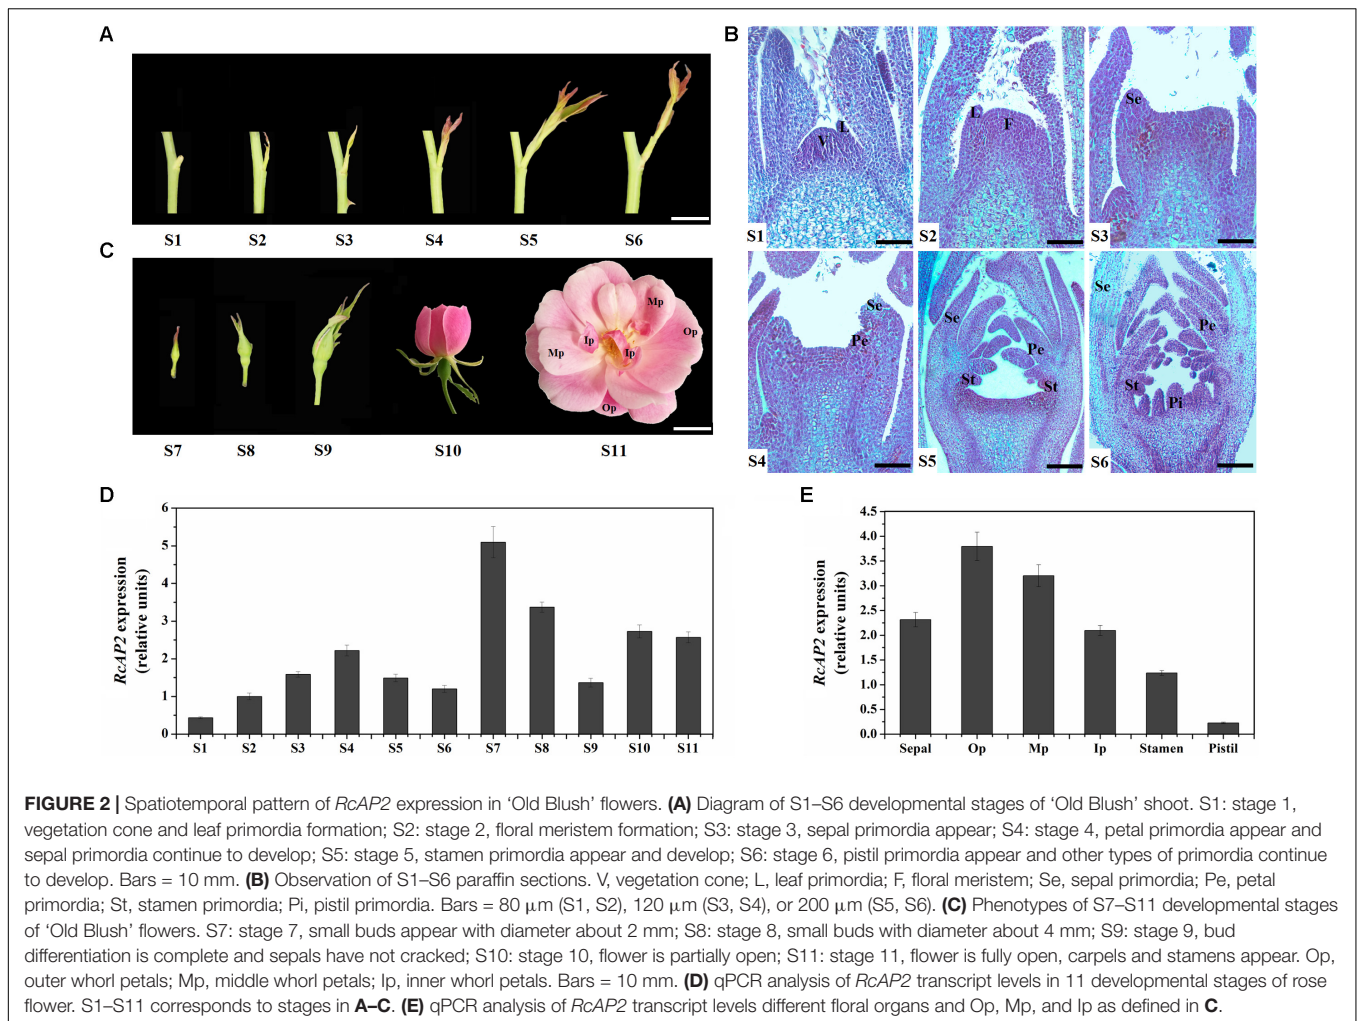 A
S1 S2 S3 S4 S5 S6
B
V L
S1
L F
S2
Se
S3
Se Pe
S4
Se Pe St St
S5
Se Pe St Pi
S6
C
Mp Op Ip Mp Ip Op
S7 S8 S9 S10 S11
D
RcAP2 expression
(relative units)
6
5
4
3
2
1
0
S1 S2 S3 S4 S5 S6 S7 S8 S9 S10 S11
E
RcAP2 expression
(relative units)
4.5
4.0
3.5
3.0
2.5
2.0
1.5
1.0
0.5
0.0
Sepal Op Mp Ip Stamen Pistil
FIGURE 2 | Spatiotemporal pattern of RcAP2 expression in ‘Old Blush’ flowers. (A) Diagram of S1–S6 developmental stages of ‘Old Blush’ shoot. S1: stage 1,
vegetation cone and leaf primordia formation; S2: stage 2, floral meristem formation; S3: stage 3, sepal primordia appear; S4: stage 4, petal primordia appear and
sepal primordia continue to develop; S5: stage 5, stamen primordia appear and develop; S6: stage 6, pistil primordia appear and other types of primordia continue
to develop. Bars = 10 mm. (B) Observation of S1–S6 paraffin sections. V, vegetation cone; L, leaf primordia; F, floral meristem; Se, sepal primordia; Pe, petal
primordia; St, stamen primordia; Pi, pistil primordia. Bars = 80 μm (S1, S2), 120 μm (S3, S4), or 200 μm (S5, S6). (C) Phenotypes of S7–S11 developmental stages
of ‘Old Blush’ flowers. S7: stage 7, small buds appear with diameter about 2 mm; S8: stage 8, small buds with diameter about 4 mm; S9: stage 9, bud
differentiation is complete and sepals have not cracked; S10: stage 10, flower is partially open; S11: stage 11, flower is fully open, carpels and stamens appear. Op,
outer whorl petals; Mp, middle whorl petals; Ip, inner whorl petals. Bars = 10 mm. (D) qPCR analysis of RcAP2 transcript levels in 11 developmental stages of rose
flower. S1–S11 corresponds to stages in A–C. (E) qPCR analysis of RcAP2 transcript levels different floral organs and Op, Mp, and Ip as defined in C.